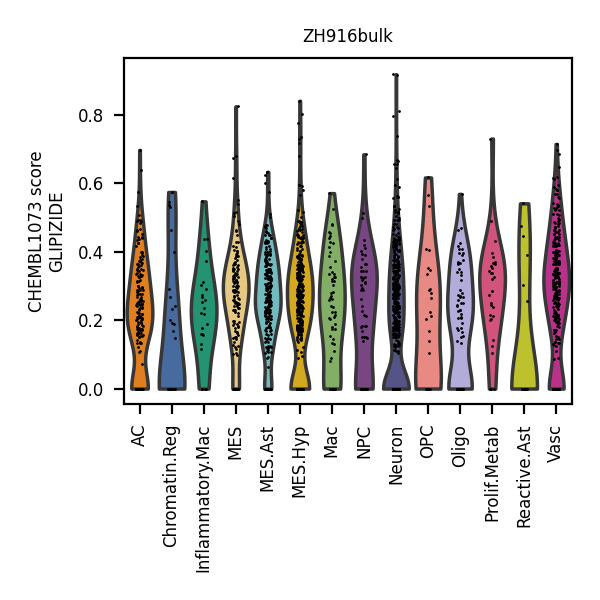 ZH916bulk
CHEMBL1073 score
GLIPIZIDE
0.8
0.6
0.4
0.2
0.0
AC
Chromatin.Reg
Inflammatory.Mac
MES
MES.Ast
MES.Hyp
Mac
NPC
Neuron
OPC
Oligo
Prolif.Metab
Reactive.Ast
Vasc